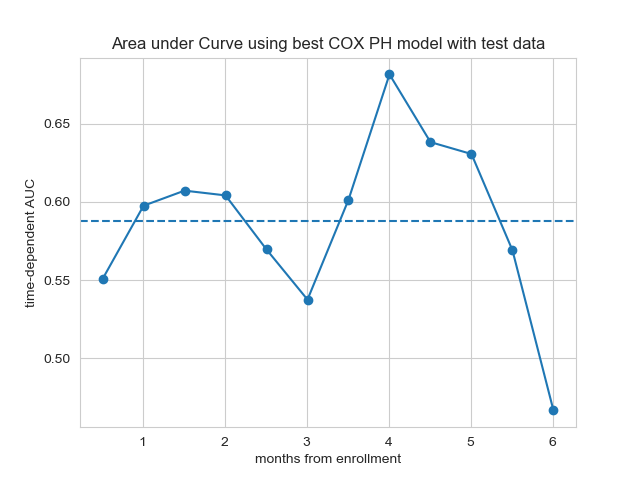 Area under Curve using best COX PH model with test data
time-dependent AUC
0.65
0.60
0.55
0.50
1 2 3 4 5 6
months from enrollment